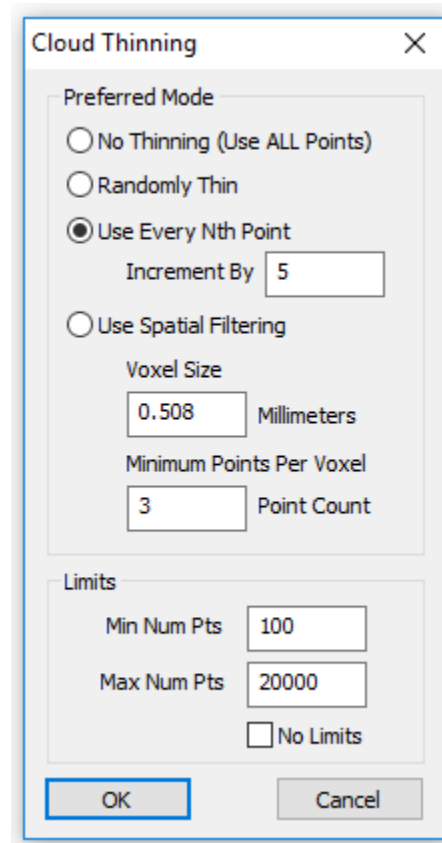 Cloud Thinning
Preferred Mode
No Thinning (Use ALL Points)
Randomly Thin
Use Every Nth Point
Increment By 5
Use Spatial Filtering
Voxel Size
0.508 Millimeters
Minimum Points Per Voxel
3 Point Count
Limits
Min Num Pts 100
Max Num Pts 20000
No Limits
OK Cancel